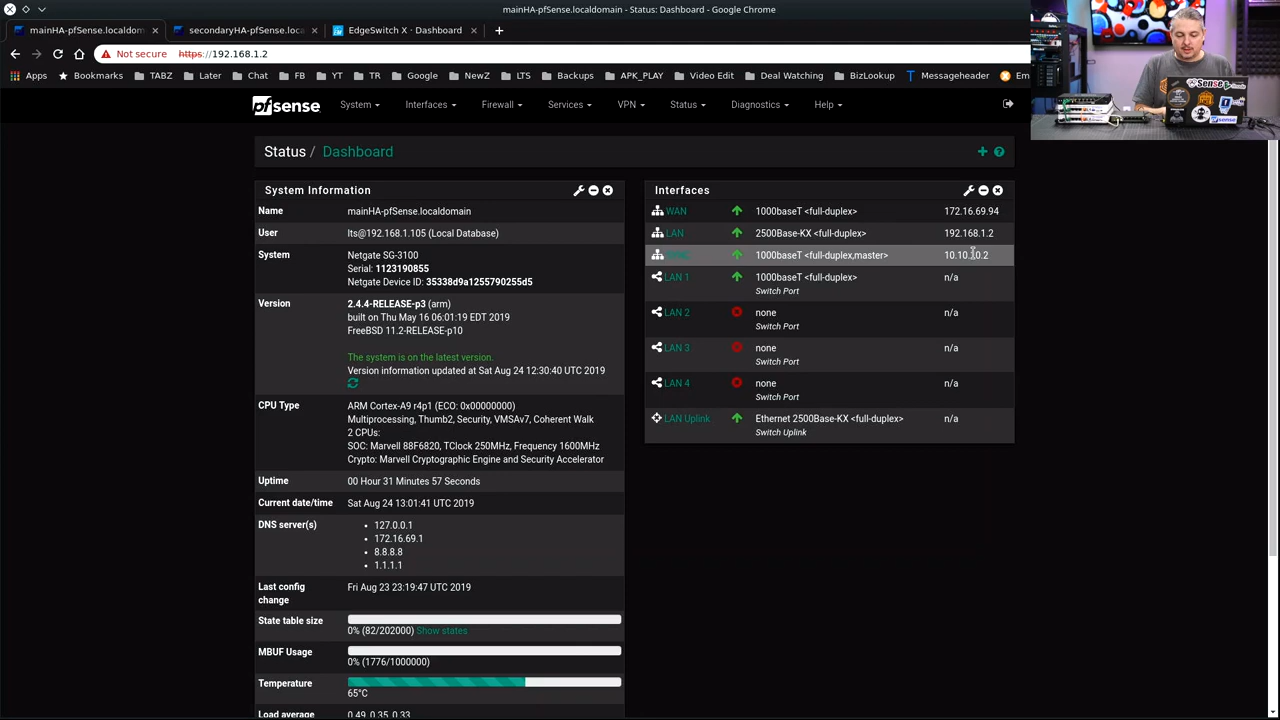 mainHA-pfSense.localdomain - Status: Dashboard - Google Chrome
mainHA-pfSense.localdom
secondaryHA-pfSense.loca
EdgeSwitch X - Dashboard
Not secure
https://192.168.1.2
Apps
Bookmarks
TABZ
Later
Chat
FB
TR
Google
NewZ
LTS
Backups
APK_PLAY
Video Edit
Desk Watching
BizLookup
Messageheader
Em
pfsense
System
Interfaces
Firewall
Services
VPN
Status
Diagnostics
Help
Status / Dashboard
System Information
Name
mainHA-pfSense.localdomain
User
lts@192.168.1.105 (Local Database)
System
Netgate SG-3100
Serial: 1123190855
Netgate Device ID: 35338d9a1255790255d5
Version
2.4.4-RELEASE-p3 (arm)
built on Thu May 16 06:01:19 EDT 2019
FreeBSD 11.2-RELEASE-p10
The system is on the latest version.
Version information updated at Sat Aug 24 12:30:40 UTC 2019
CPU Type
ARM Cortex-A9 r4p1 (ECO: 0x00000000)
Multiprocessing, Thumb2, Security, VMSAv7, Coherent Walk
2 CPUs:
SOC: Marvell 88F6820, TClock 250MHz, Frequency 1600MHz
Crypto: Marvell Cryptographic Engine and Security Accelerator
Uptime
00 Hour 31 Minutes 57 Seconds
Current date/time
Sat Aug 24 13:01:41 UTC 2019
DNS server(s)
127.0.0.1
172.16.69.1
8.8.8.8
1.1.1.1
Last config
change
Fri Aug 23 23:19:47 UTC 2019
State table size
0% (82/202000) Show states
MBUF Usage
0% (1776/1000000)
Temperature
65°C
Load average
0.49, 0.35, 0.33
Interfaces
WAN
1000baseT <full-duplex>
172.16.69.94
LAN
2500Base-KX <full-duplex>
192.168.1.2
1000baseT <full-duplex,master>
10.10.10.2
LAN 1
1000baseT <full-duplex>
Switch Port
n/a
LAN 2
none
Switch Port
n/a
LAN 3
none
Switch Port
n/a
LAN 4
none
Switch Port
n/a
LAN Uplink
Ethernet 2500Base-KX <full-duplex>
Switch Uplink
n/a